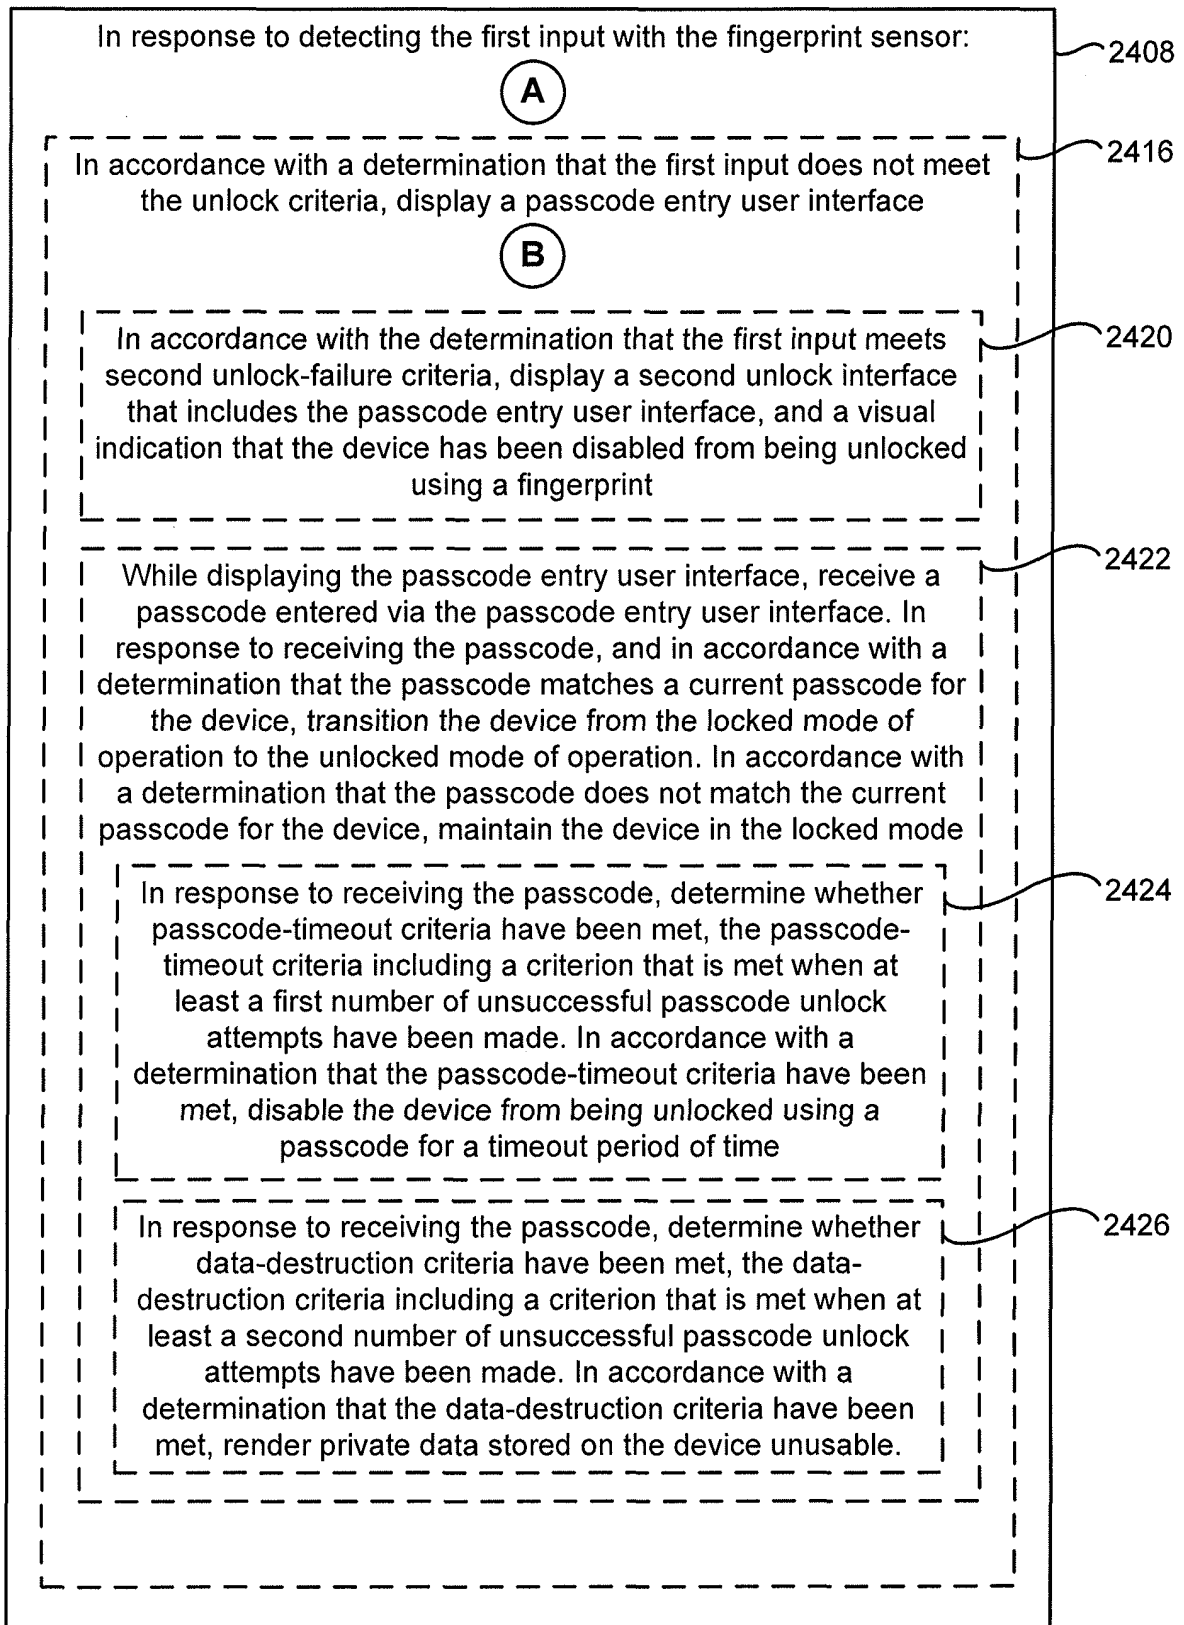 In response to detecting the first input with the fingerprint sensor:
2408
A
In accordance with a determination that the first input does not meet
the unlock criteria, display a passcode entry user interface
2416
B
In accordance with the determination that the first input meets
second unlock-failure criteria, display a second unlock interface
that includes the passcode entry user interface, and a visual
indication that the device has been disabled from being unlocked
using a fingerprint
2420
While displaying the passcode entry user interface, receive a
passcode entered via the passcode entry user interface. In
response to receiving the passcode, and in accordance with a
determination that the passcode matches a current passcode for
the device, transition the device from the locked mode of
operation to the unlocked mode of operation. In accordance with
a determination that the passcode does not match the current
passcode for the device, maintain the device in the locked mode
2422
In response to receiving the passcode, determine whether
passcode-timeout criteria have been met, the passcode-
timeout criteria including a criterion that is met when at
least a first number of unsuccessful passcode unlock
attempts have been made. In accordance with a
determination that the passcode-timeout criteria have been
met, disable the device from being unlocked using a
passcode for a timeout period of time
2424
In response to receiving the passcode, determine whether
data-destruction criteria have been met, the data-
destruction criteria including a criterion that is met when at
least a second number of unsuccessful passcode unlock
attempts have been made. In accordance with a
determination that the data-destruction criteria have been
met, render private data stored on the device unusable.
2426